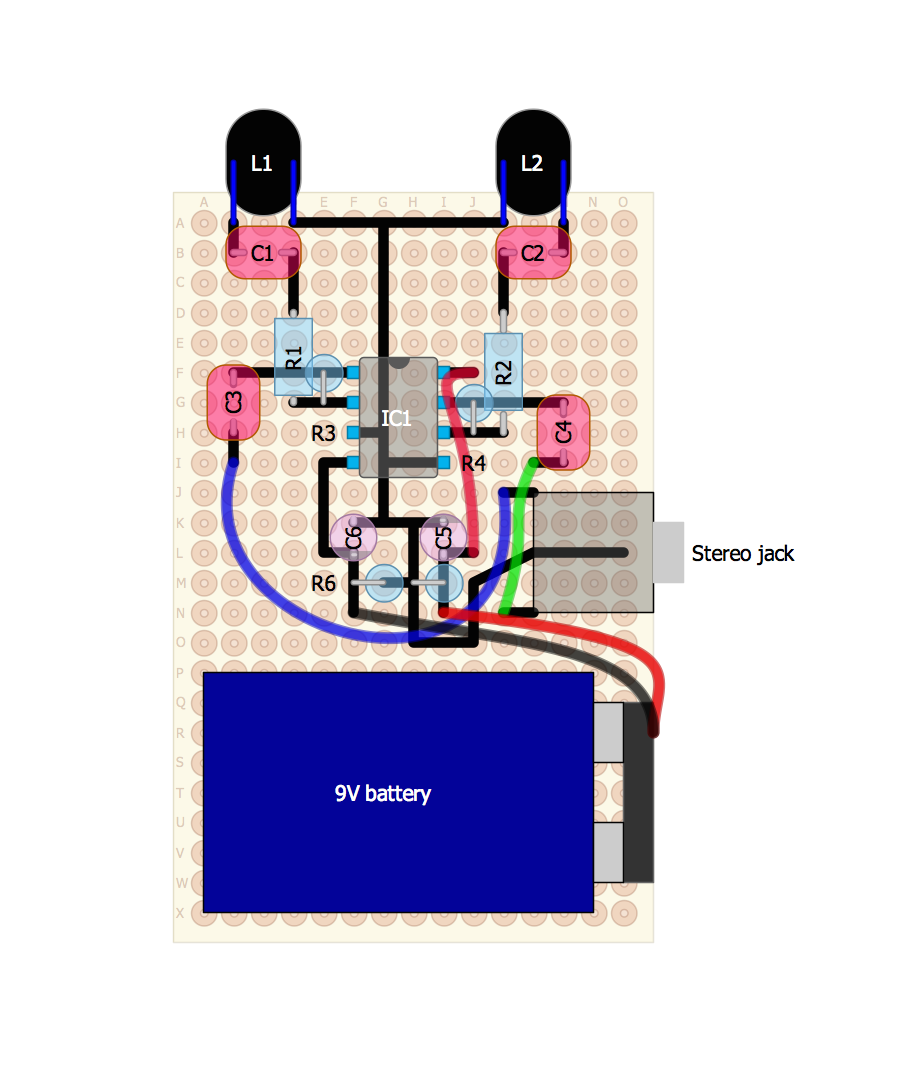 L1
L2
A
E
F
G
H
I
J
N
O
A
B
C1
C2
C
D
E
R1
R2
F
C3
G
IC1
C4
H
R3
R4
I
J
K
C6
C5
L
Stereo jack
M
R6
N
O
P
Q
R
S
T
9V battery
U
V
W
X